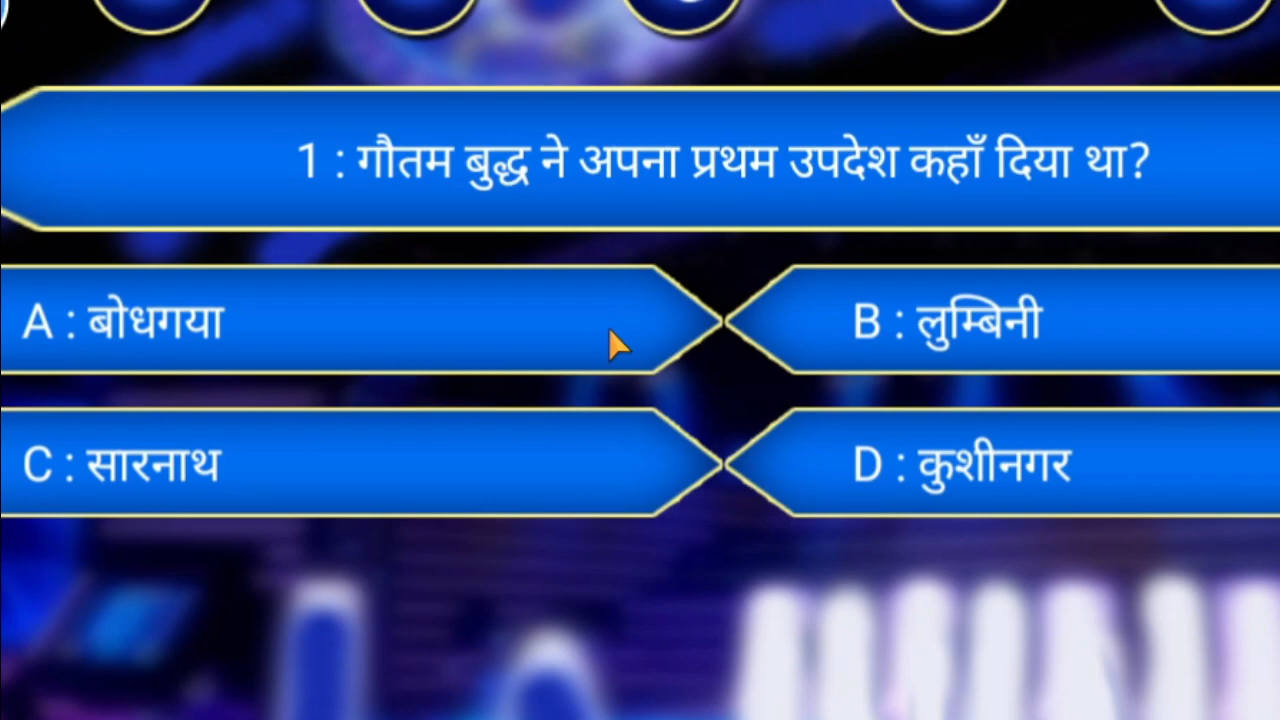 1 : गौतम बुद्ध ने अपना प्रथम उपदेश कहाँ दिया था?
A : बोधगया
B : लुम्बिनी
C : सारनाथ
D : कुशीनगर